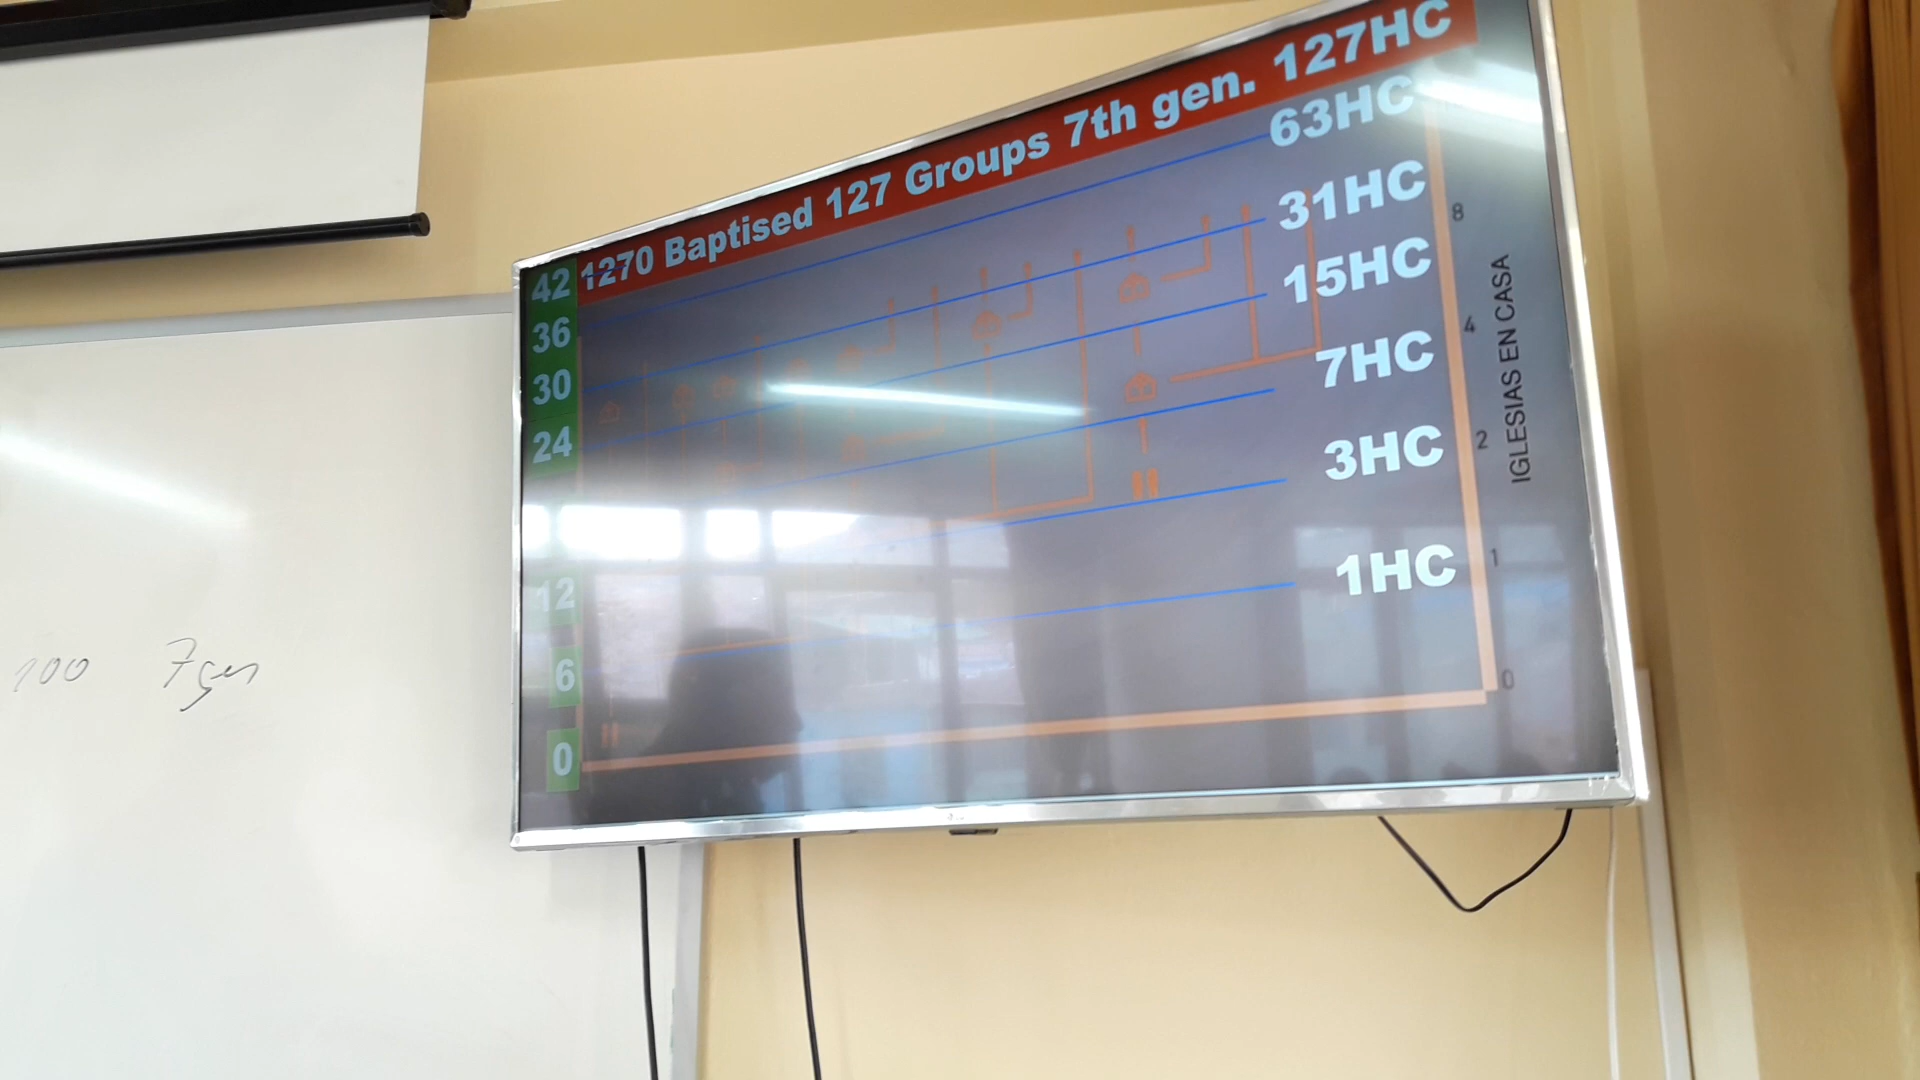 42 1270 Baptised 127 Groups 7th gen. 127HC
63HC
36
31HC
30
15HC
24
7HC
3HC
12
1HC
6
0
8
4
2
1
0
IGLESIAS EN CASA
100 7gen